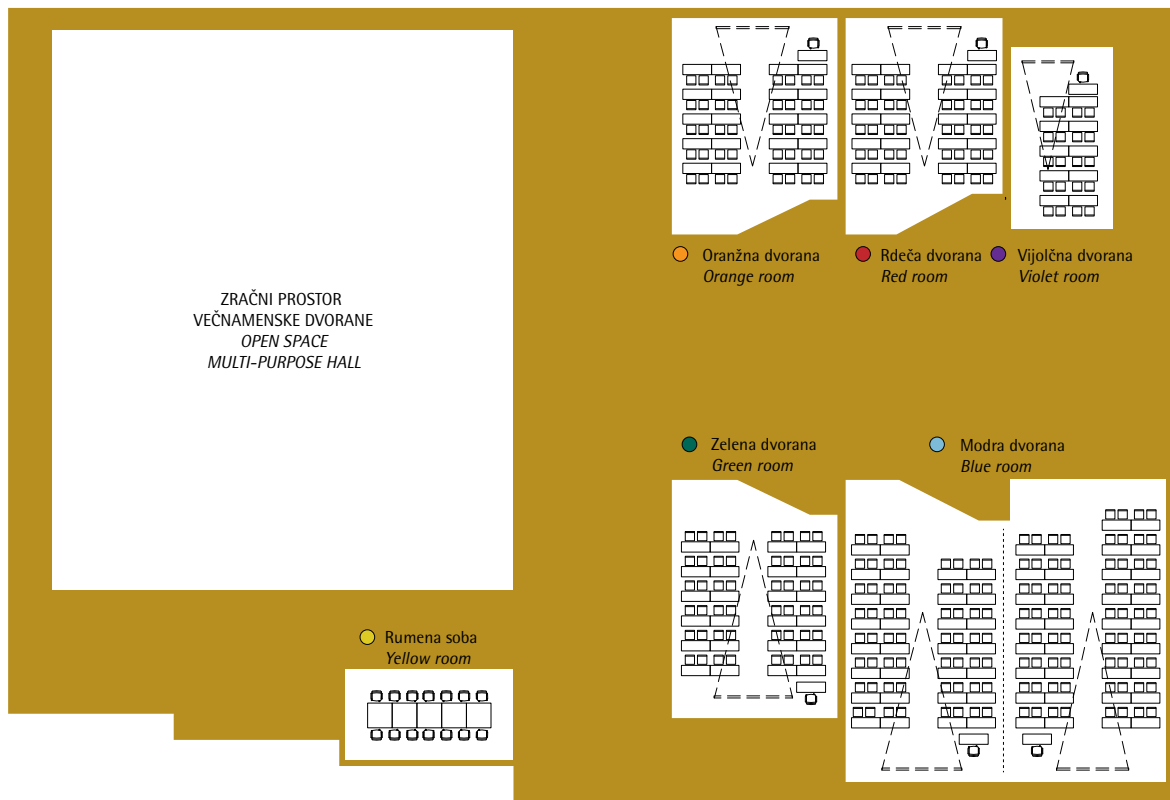 ZRAČNI PROSTOR
VEČNAMENSKE DVORANE
OPEN SPACE
MULTI-PURPOSE HALL
Oranžna dvorana
Orange room
Rdeča dvorana
Red room
Vijolčna dvorana
Violet room
Zelena dvorana
Green room
Modra dvorana
Blue room
Rumena soba
Yellow room